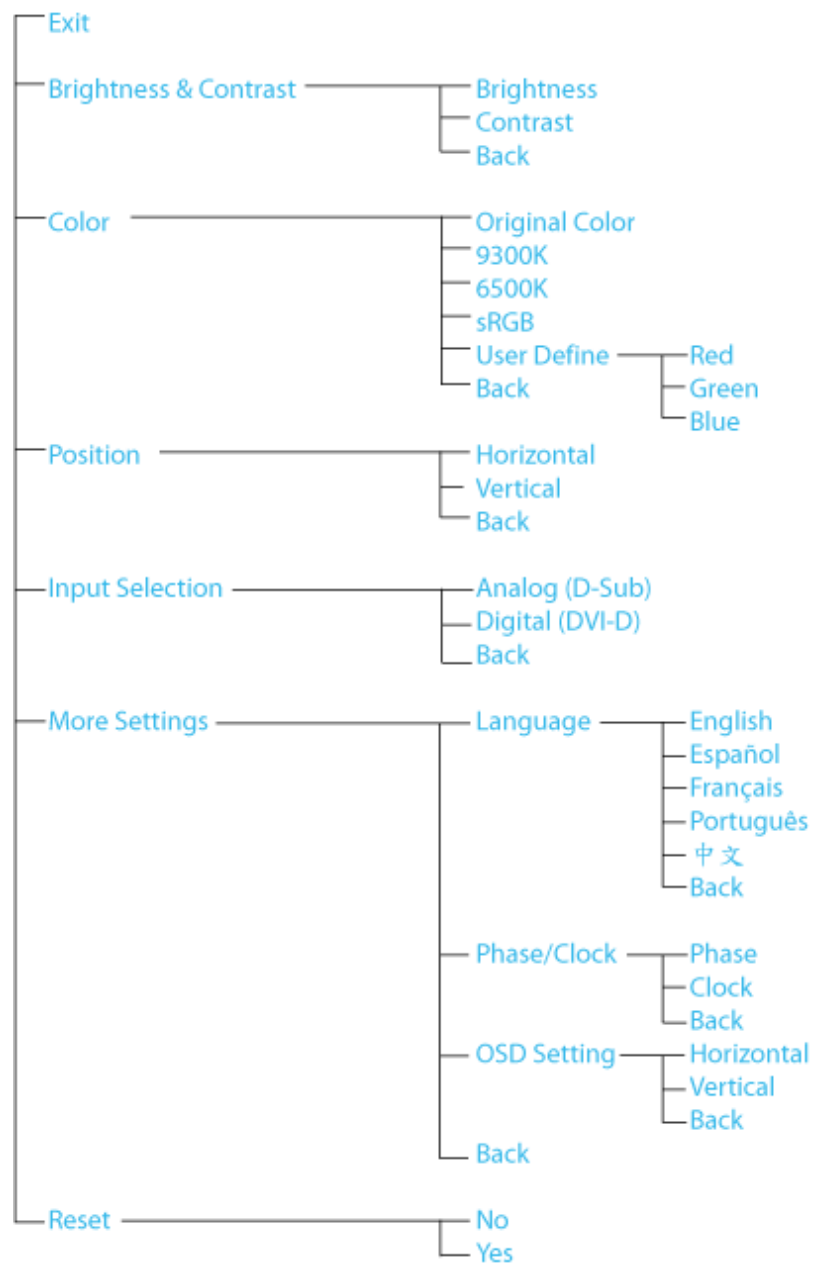 Exit
Brightness & Contrast Brightness
Contrast
Back
Color Original Color
9300K
6500K
sRGB
User Define Red
Back Green
Blue
Position Horizontal
Vertical
Back
Input Selection Analog (D-Sub)
Digital (DVI-D)
Back
More Settings Language English
Español
Français
Português
中文
Back
Phase/Clock Phase
Clock
Back
OSD Setting Horizontal
Vertical
Back
Back
Reset No
Yes